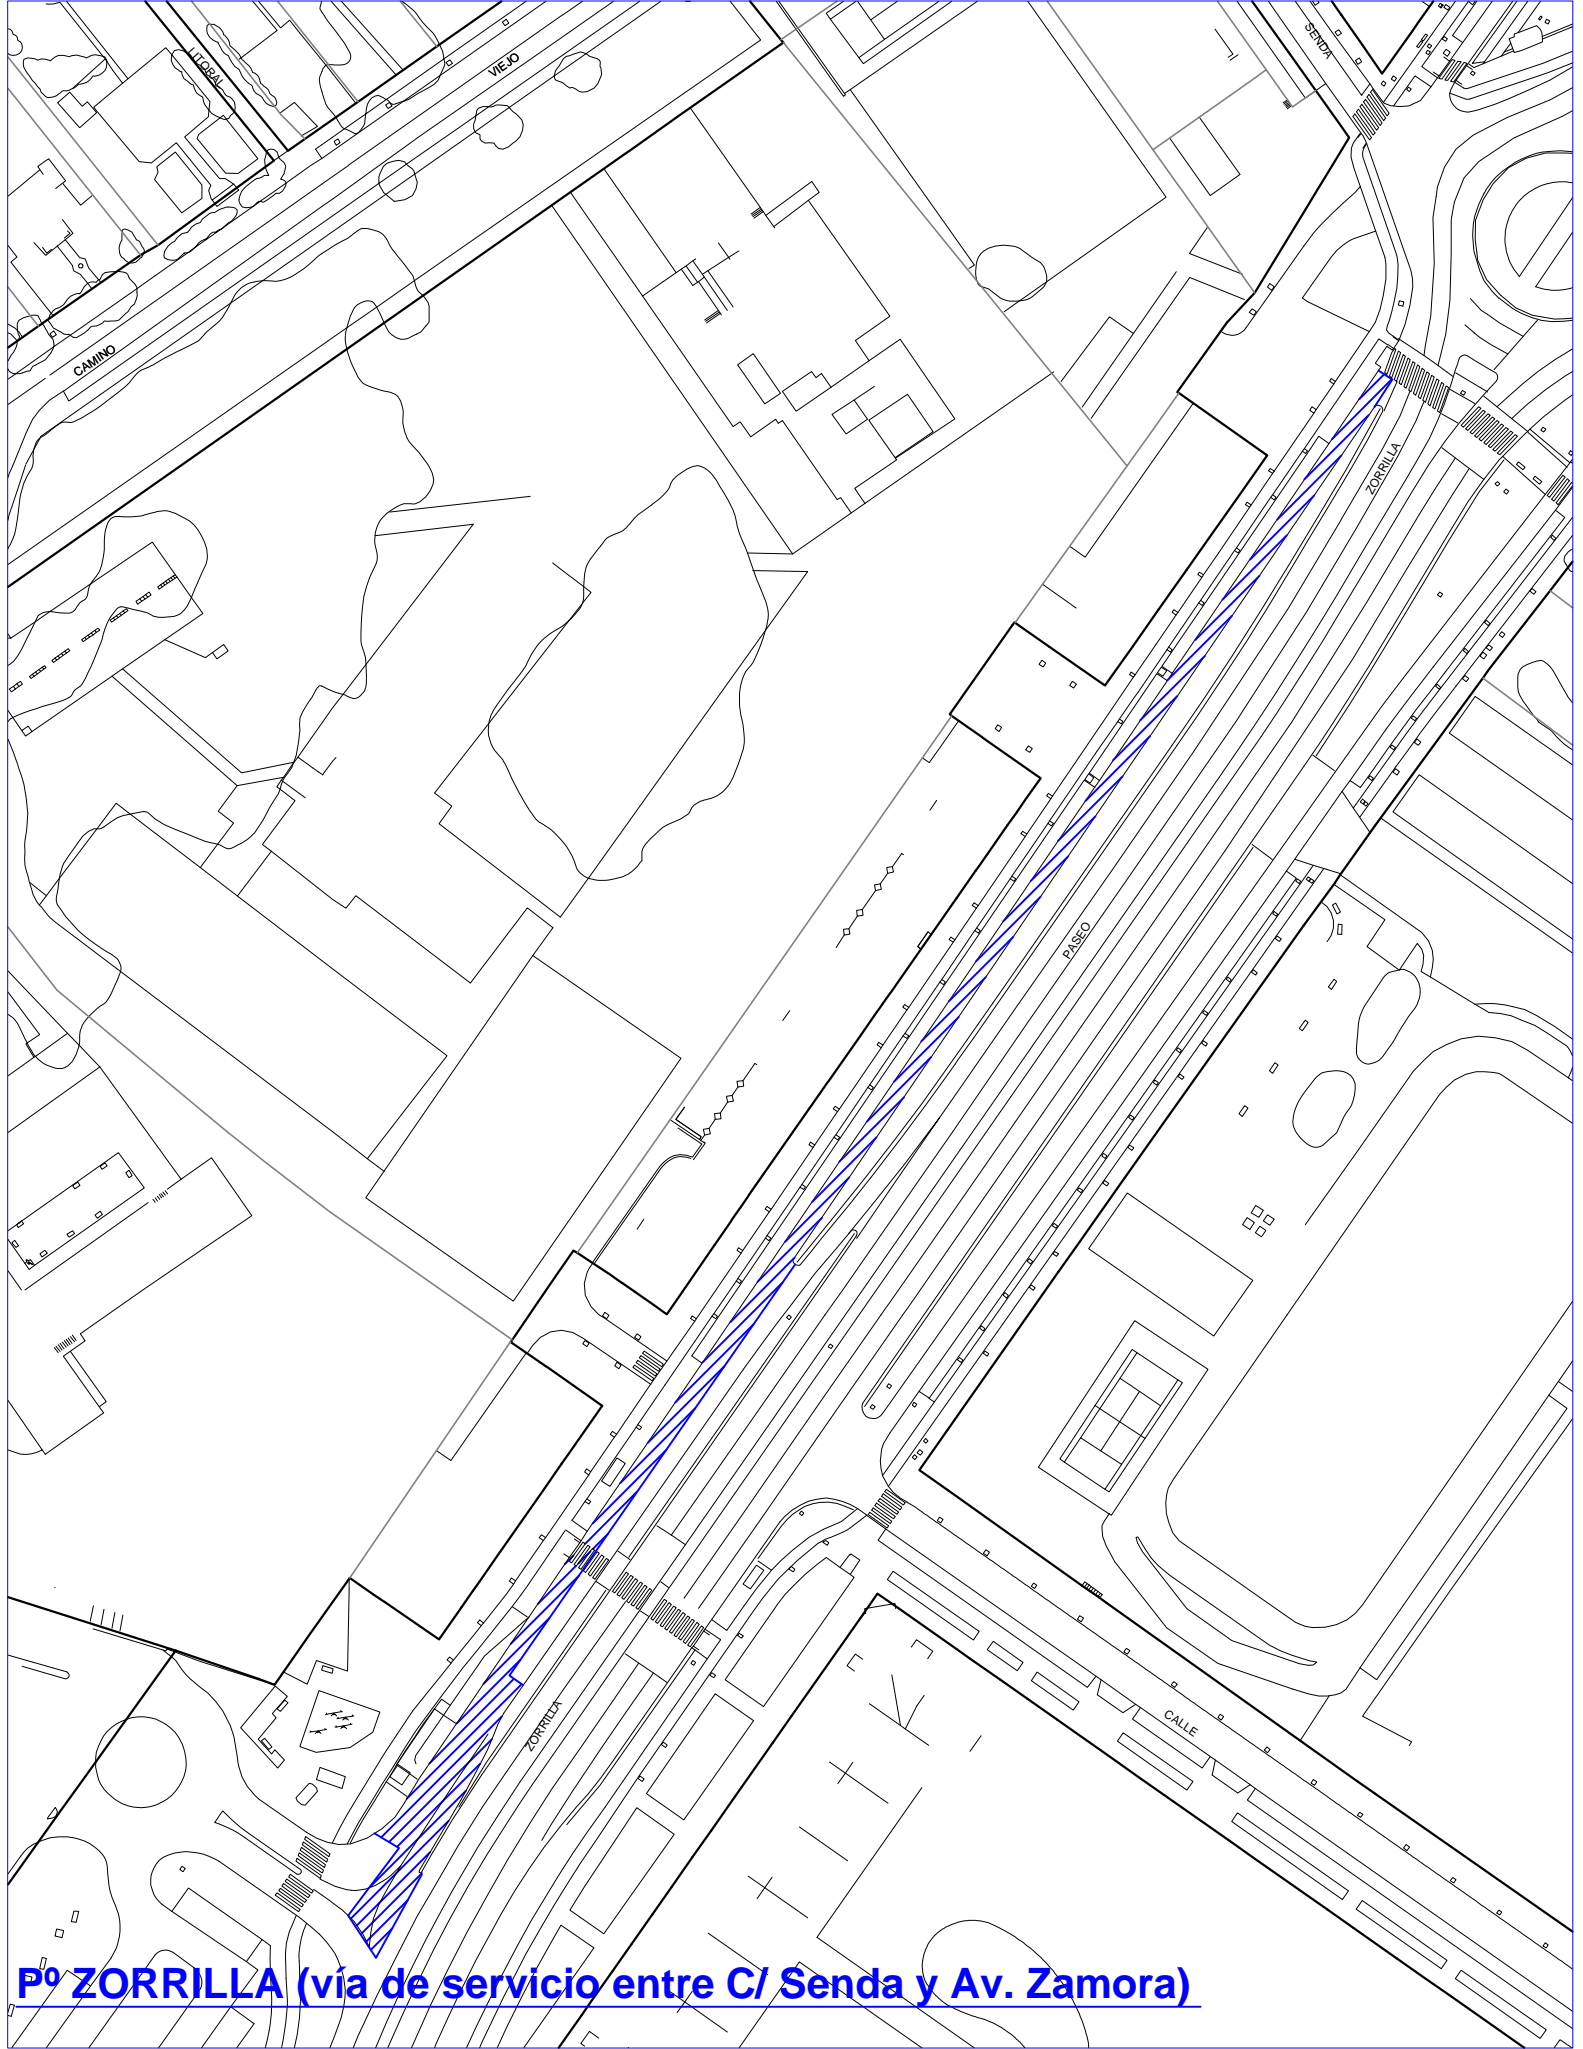 LITORAL
VIEJO
SENDA
CAMINO
ZORRILLA
PASEO
ZORRILLA
CALLE
Pº ZORRILLA (vía de servicio entre C/ Senda y Av. Zamora)